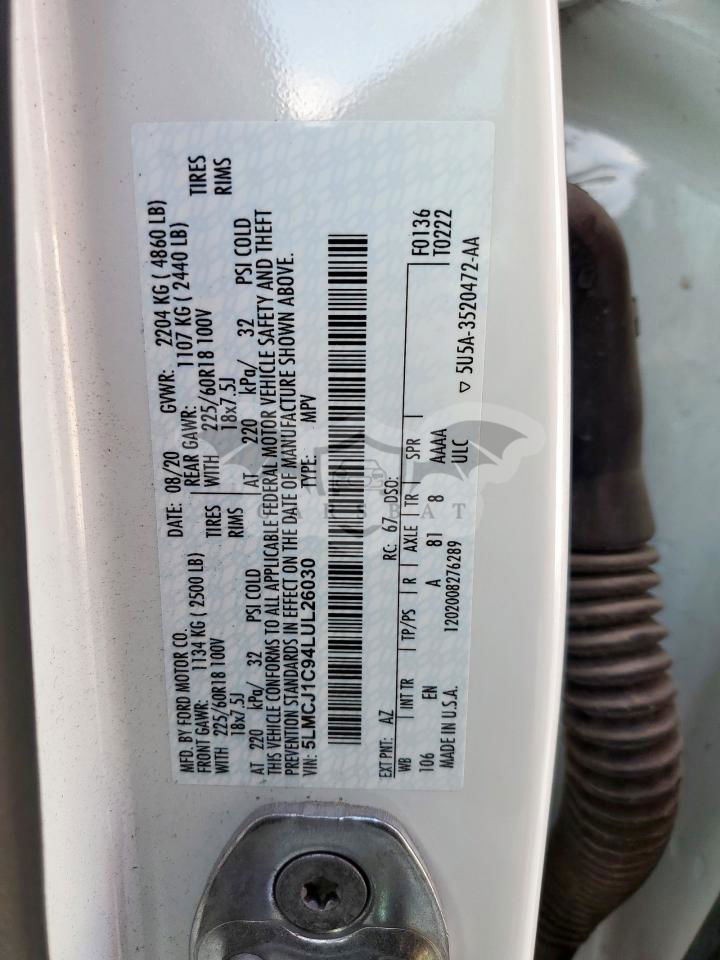 MFD. BY FORD MOTOR CO. DATE: 08/20 GVWR: 2204 KG ( 4860 LB)
FRONT GAWR: 1134 KG ( 2500 LB) REAR GAWR: 1107 KG ( 2440 LB)
WITH 225/60R18 100V TIRES WITH 225/60R18 100V TIRES
18x7.5J RIMS 18x7.5J RIMS
AT 220 kPa/ 32 PSI COLD AT 220 kPa/ 32 PSI COLD
THIS VEHICLE CONFORMS TO ALL APPLICABLE FEDERAL MOTOR VEHICLE SAFETY AND THEFT
PREVENTION STANDARDS IN EFFECT ON THE DATE OF MANUFACTURE SHOWN ABOVE.
VIN: 5LMCJ1C94LUL26030 TYPE: MPV
EXT PNT: AZ RC: 67 DSO: F0136
WB INT TR TP/PS R AXLE TR SPR T0222
106 EN A 81 8 AAAA
ULC
MADE IN U.S.A. 1202008276289 ▽ 5U5A-3520472-AA
CARSBAT